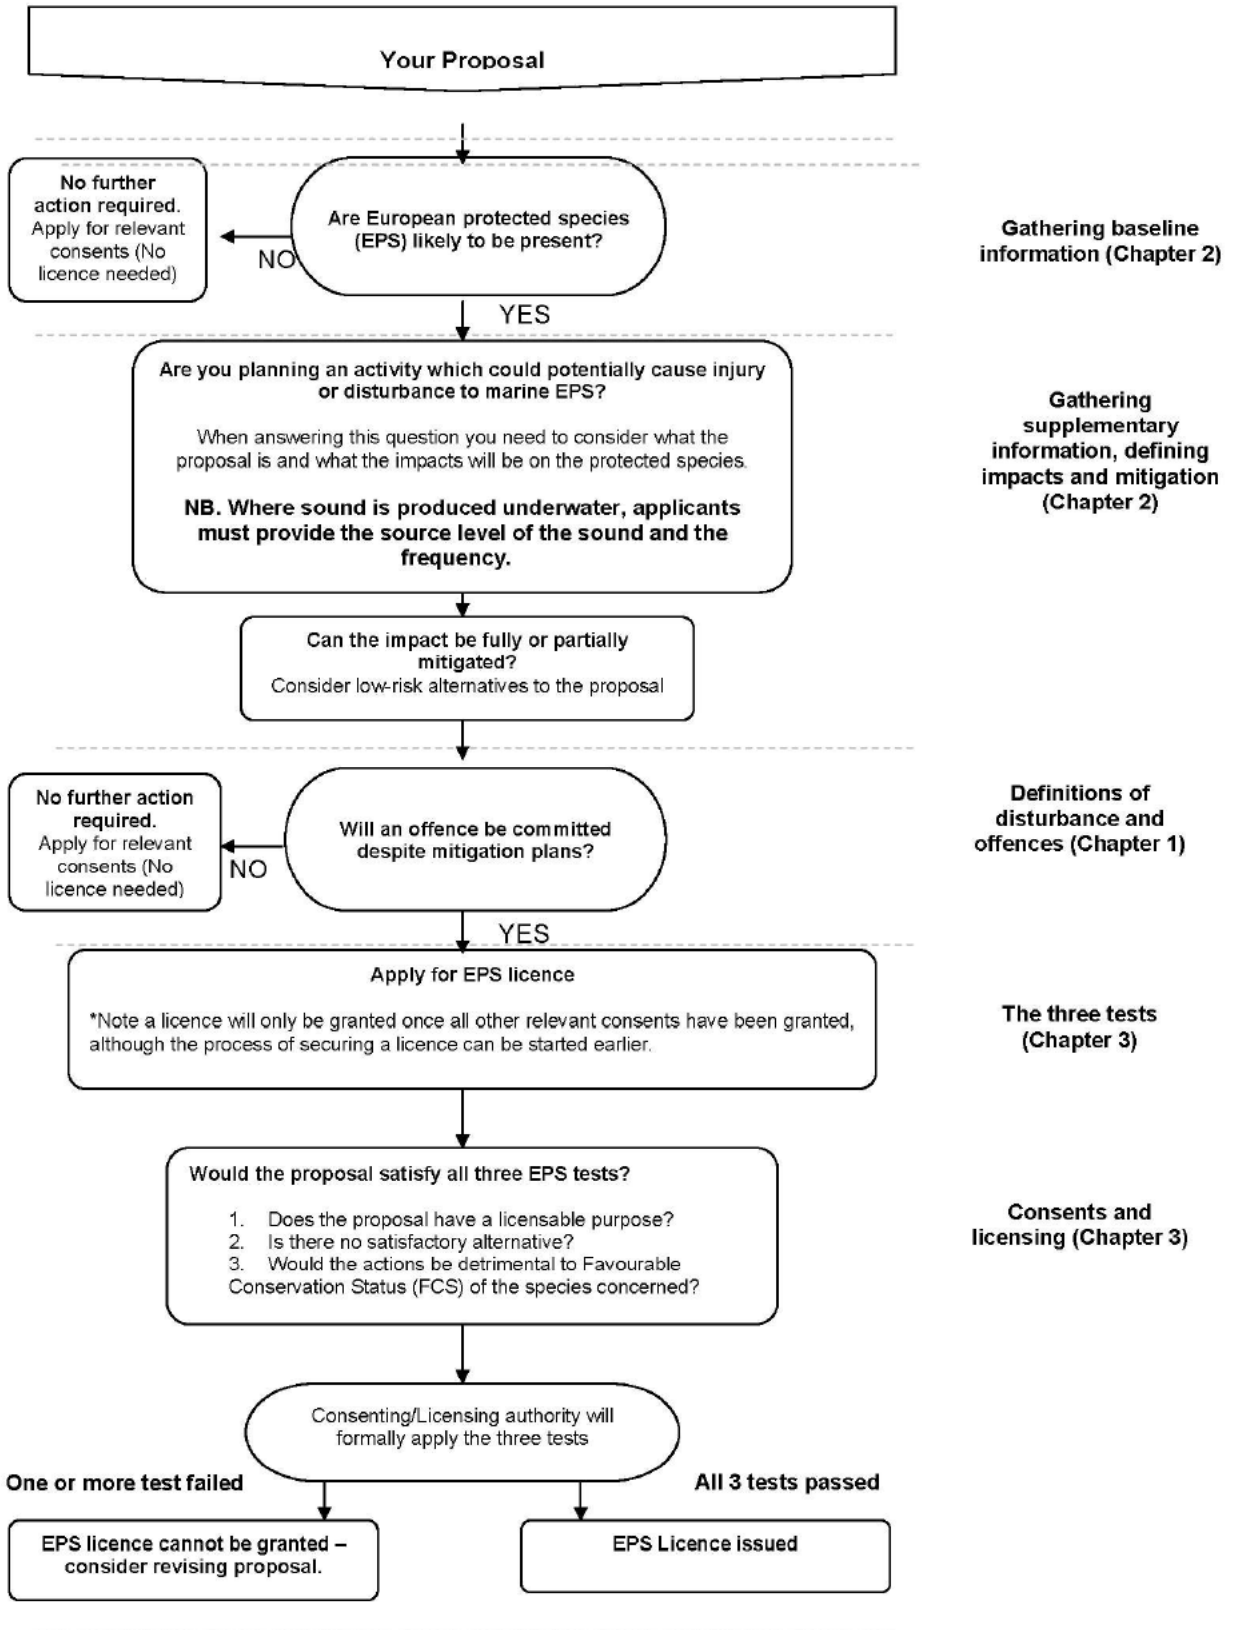 Your Proposal
No further
action required.
Apply for relevant
consents (No
licence needed)
NO
Are European protected species
(EPS) likely to be present?
Gathering baseline
information (Chapter 2)
YES
Are you planning an activity which could potentially cause injury
or disturbance to marine EPS?
When answering this question you need to consider what the
proposal is and what the impacts will be on the protected species.
NB. Where sound is produced underwater, applicants
must provide the source level of the sound and the
frequency.
Gathering
supplementary
information, defining
impacts and mitigation
(Chapter 2)
Can the impact be fully or partially
mitigated?
Consider low-risk alternatives to the proposal
No further action
required.
Apply for relevant
consents (No
licence needed)
NO
Will an offence be committed
despite mitigation plans?
Definitions of
disturbance and
offences (Chapter 1)
YES
Apply for EPS licence
*Note a licence will only be granted once all other relevant consents have been granted,
although the process of securing a licence can be started earlier.
The three tests
(Chapter 3)
Would the proposal satisfy all three EPS tests?
1. Does the proposal have a licensable purpose?
2. Is there no satisfactory alternative?
3. Would the actions be detrimental to Favourable
Conservation Status (FCS) of the species concerned?
Consents and
licensing (Chapter 3)
Consenting/Licensing authority will
formally apply the three tests
One or more test failed
All 3 tests passed
EPS licence cannot be granted –
consider revising proposal.
EPS Licence issued